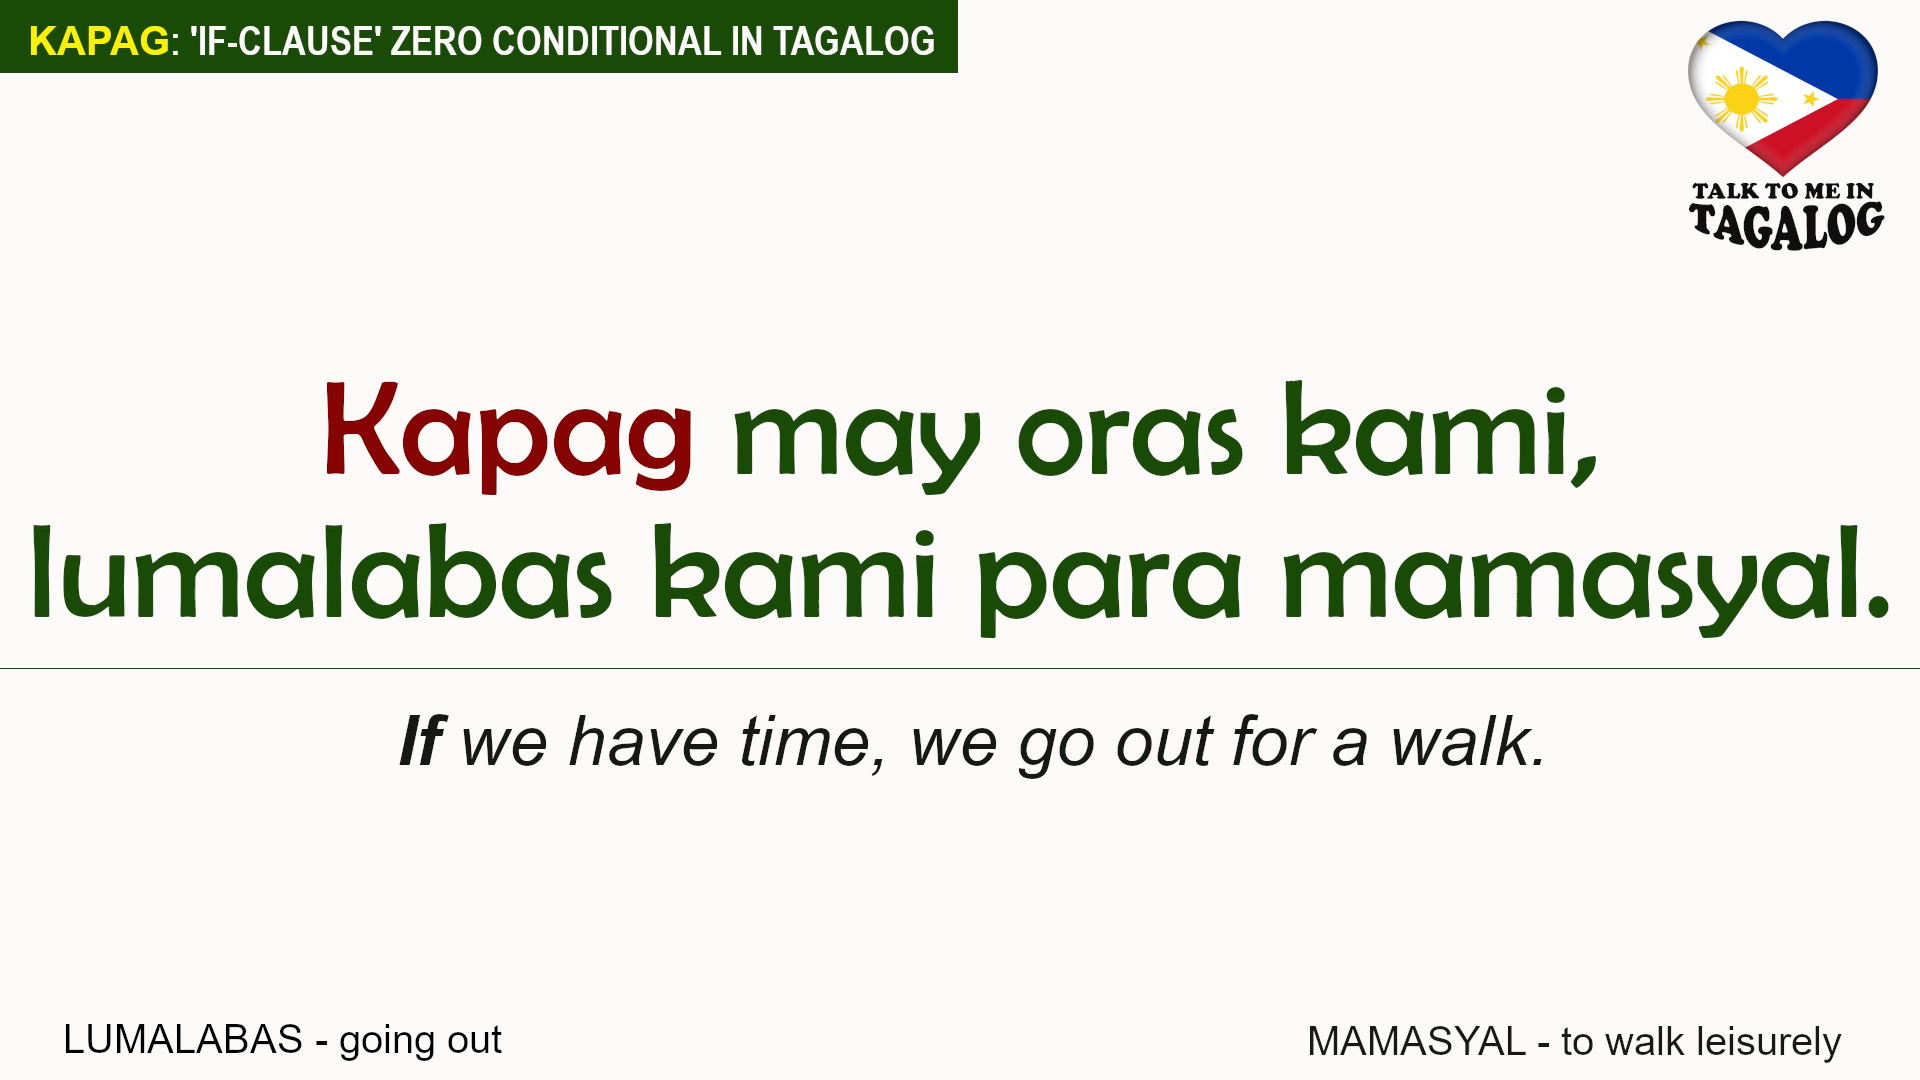 KAPAG: 'IF-CLAUSE' ZERO CONDITIONAL IN TAGALOG
TALK TO ME IN
TAGALOG
Kapag may oras kami,
lumalabas kami para mamasyal.
If we have time, we go out for a walk.
LUMALABAS - going out
MAMASYAL - to walk leisurely